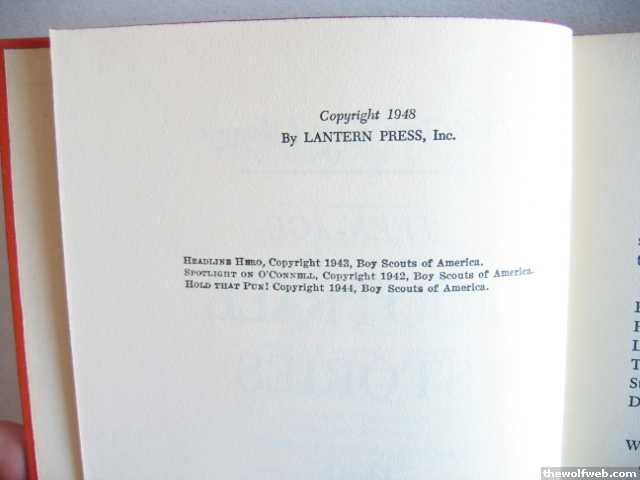 Copyright 1948
By LANTERN PRESS, Inc.
HEADLINE HERO, Copyright 1943, Boy Scouts of America.
SPOTLIGHT ON O'CONNELL, Copyright 1942, Boy Scouts of America.
HOLD THAT PUN! Copyright 1944, Boy Scouts of America.
thewolfweb.com